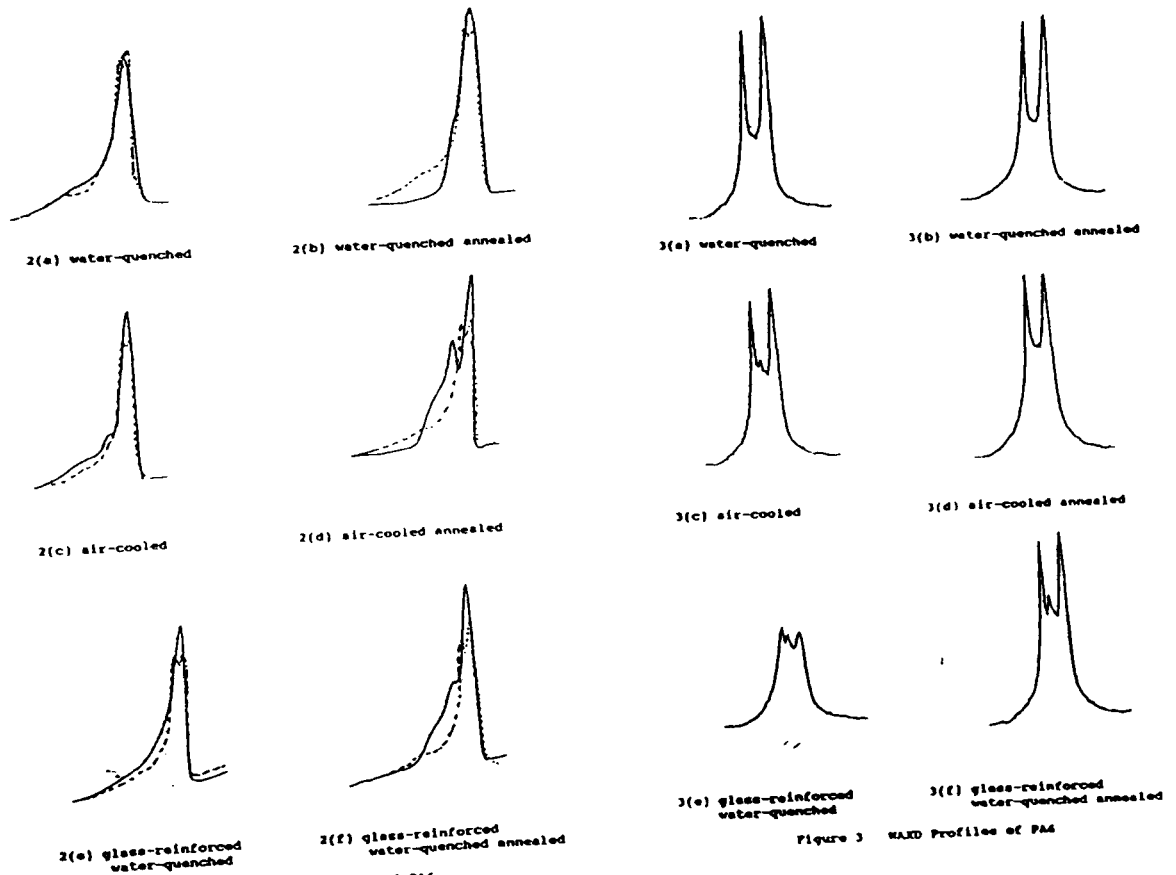 2(a) water-quenched
2(b) water-quenched annealed
3(a) water-quenched
3(b) water-quenched annealed
2(c) air-cooled
2(d) air-cooled annealed
3(c) air-cooled
3(d) air-cooled annealed
2(e) glass-reinforced
water-quenched
2(f) glass-reinforced
water-quenched annealed
3(e) glass-reinforced
water-quenched
3(f) glass-reinforced
water-quenched annealed
Figure 3 WAXD Profiles of PA6